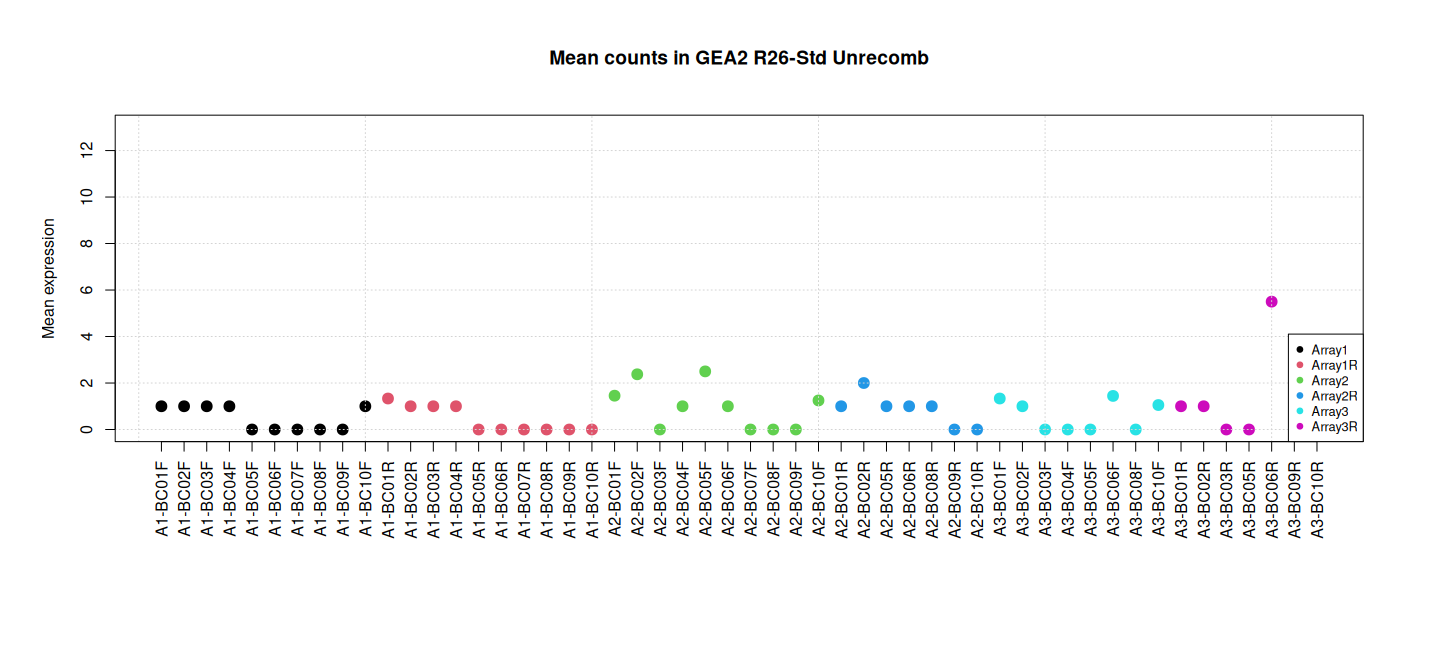 Mean counts in GEA2 R26-Std Unrecomb
Mean expression
12
10
8
6
4
2
0
Array1
Array1R
Array2
Array2R
Array3
Array3R
A1-BC01F
A1-BC02F
A1-BC03F
A1-BC04F
A1-BC05F
A1-BC06F
A1-BC07F
A1-BC08F
A1-BC09F
A1-BC10F
A1-BC01R
A1-BC02R
A1-BC03R
A1-BC04R
A1-BC05R
A1-BC06R
A1-BC07R
A1-BC08R
A1-BC09R
A1-BC10R
A2-BC01F
A2-BC02F
A2-BC03F
A2-BC04F
A2-BC05F
A2-BC06F
A2-BC07F
A2-BC08F
A2-BC09F
A2-BC10F
A2-BC01R
A2-BC02R
A2-BC05R
A2-BC06R
A2-BC08R
A2-BC09R
A2-BC10R
A3-BC01F
A3-BC02F
A3-BC03F
A3-BC04F
A3-BC05F
A3-BC06F
A3-BC08F
A3-BC10F
A3-BC01R
A3-BC02R
A3-BC03R
A3-BC05R
A3-BC06R
A3-BC09R
A3-BC10R